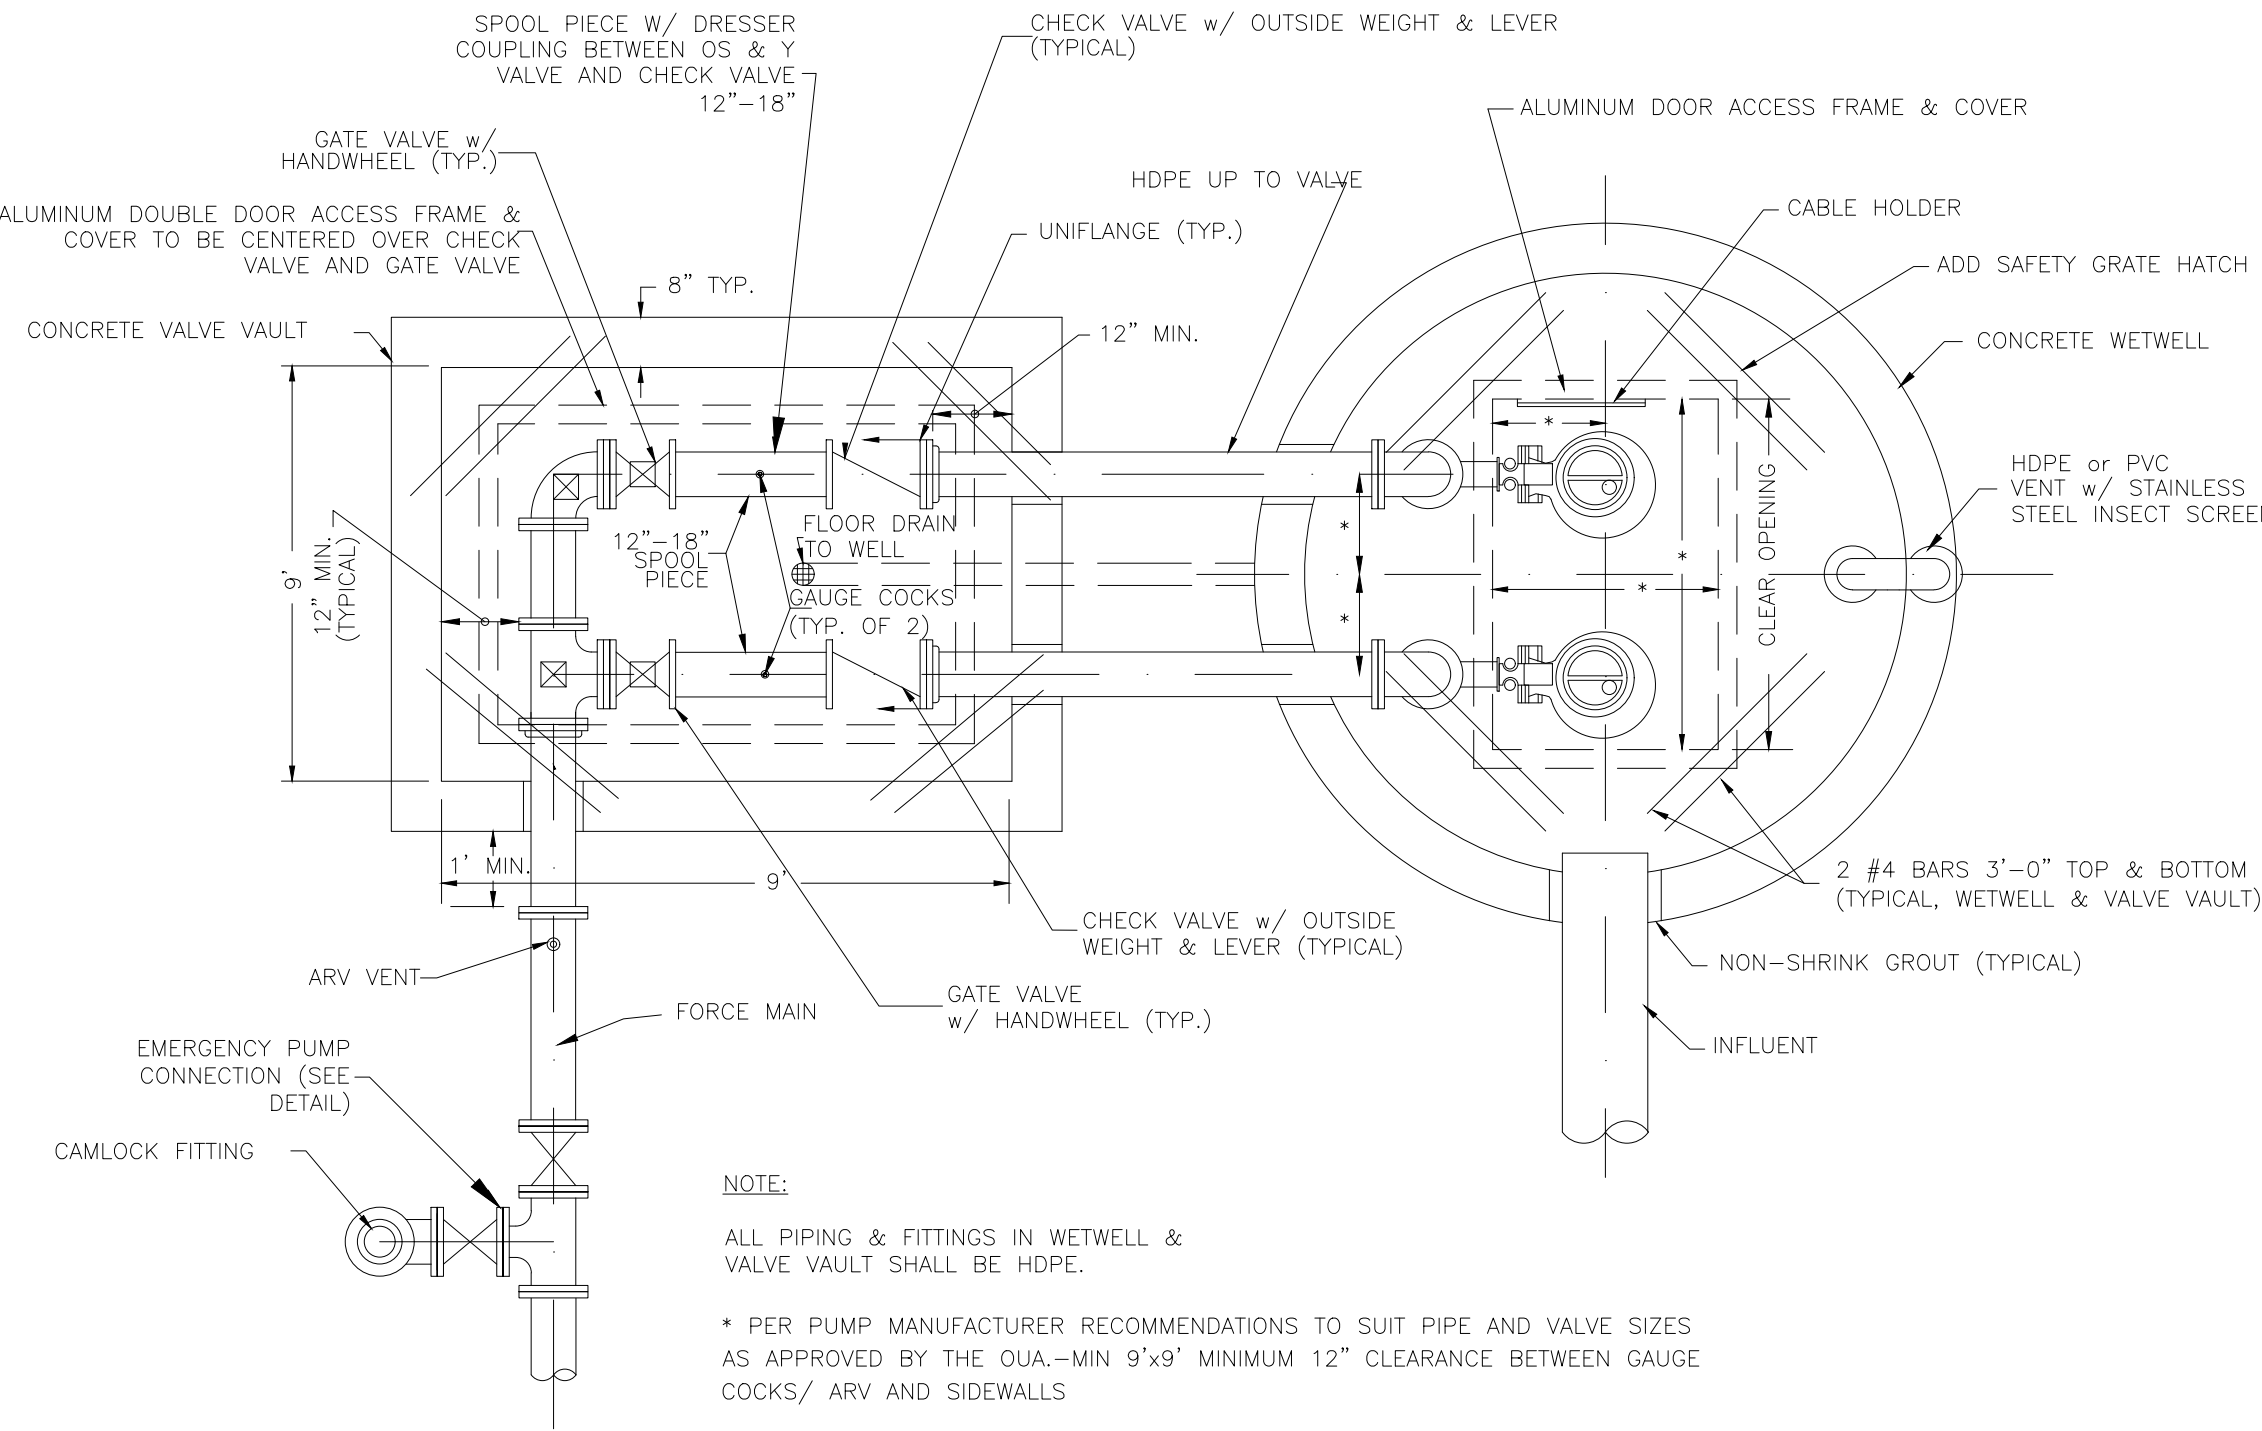 SPOOL PIECE W/ DRESSER
COUPLING BETWEEN OS & Y
VALVE AND CHECK VALVE
12"-18"
CHECK VALVE w/ OUTSIDE WEIGHT & LEVER
(TYPICAL)
ALUMINUM DOOR ACCESS FRAME & COVER
GATE VALVE w/
HANDWHEEL (TYP.)
HDPE UP TO VALVE
CABLE HOLDER
ALUMINUM DOUBLE DOOR ACCESS FRAME &
COVER TO BE CENTERED OVER CHECK
VALVE AND GATE VALVE
UNIFLANGE (TYP.)
ADD SAFETY GRATE HATCH
8" TYP.
CONCRETE VALVE VAULT
12" MIN.
CONCRETE WETWELL
*
HDPE or PVC
VENT w/ STAINLESS
STEEL INSECT SCREE
CLEAR OPENING
*
*
*
*
9'
12" MIN.
(TYPICAL)
12"-18"
SPOOL
PIECE
FLOOR DRAIN
TO WELL
GAUGE COCKS
(TYP. OF 2)
1' MIN.
9'
2 #4 BARS 3'-0" TOP & BOTTOM
(TYPICAL, WETWELL & VALVE VAULT)
CHECK VALVE w/ OUTSIDE
WEIGHT & LEVER (TYPICAL)
NON-SHRINK GROUT (TYPICAL)
ARV VENT
GATE VALVE
w/ HANDWHEEL (TYP.)
FORCE MAIN
INFLUENT
EMERGENCY PUMP
CONNECTION (SEE
DETAIL)
CAMLOCK FITTING
NOTE:
ALL PIPING & FITTINGS IN WETWELL &
VALVE VAULT SHALL BE HDPE.
* PER PUMP MANUFACTURER RECOMMENDATIONS TO SUIT PIPE AND VALVE SIZES
AS APPROVED BY THE OUA.-MIN 9'x9' MINIMUM 12" CLEARANCE BETWEEN GAUGE
COCKS/ ARV AND SIDEWALLS